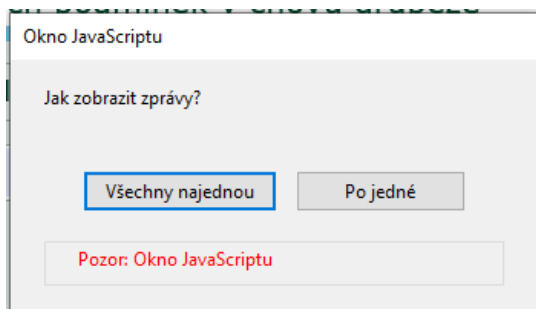 Okno JavaScriptu
Jak zobrazit zprávy?
Všechny najednou
Po jedné
Pozor: Okno JavaScriptu